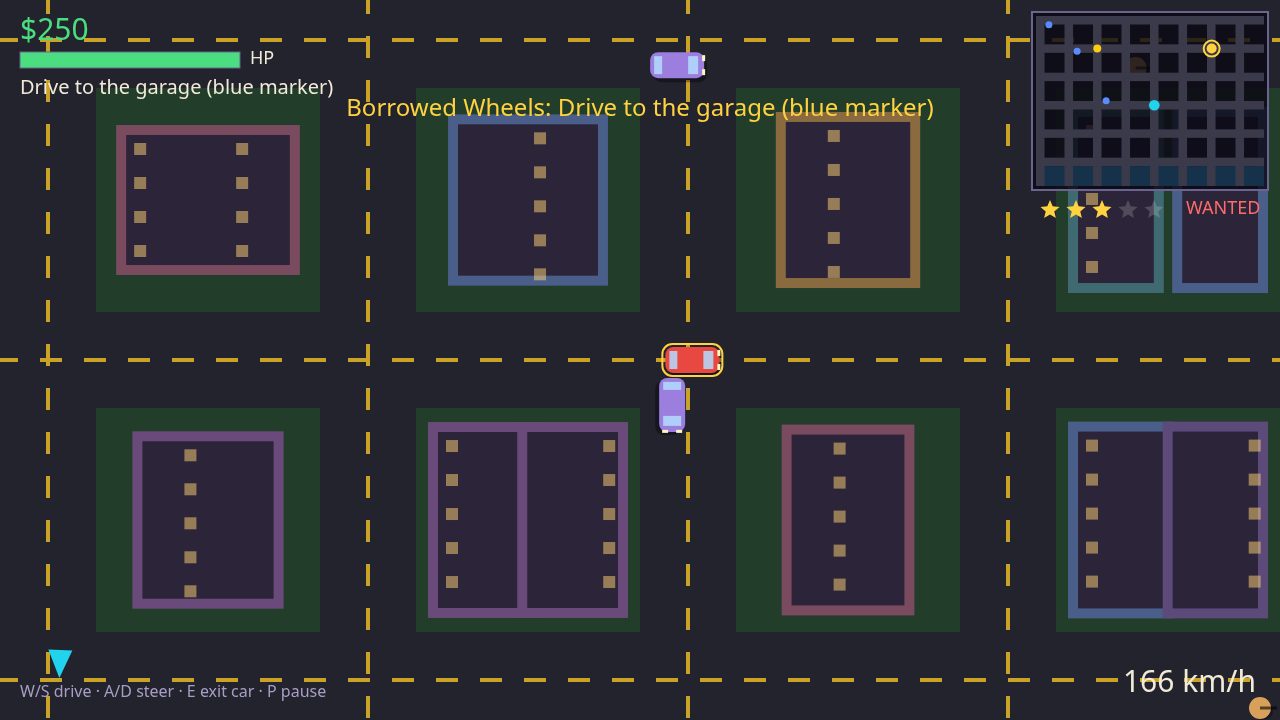 $250
HP
Drive to the garage (blue marker)
Borrowed Wheels: Drive to the garage (blue marker)
WANTED
W/S drive · A/D steer · E exit car · P pause
166 km/h